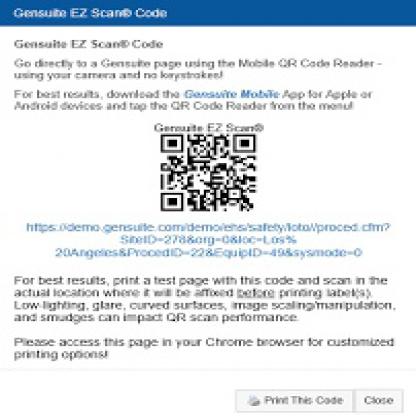 Gensuite EZ Scan® Code
Gensuite EZ Scan® Code
Go directly to a Gensuite page using the Mobile QR Code Reader -
using your camera and no keystrokes!
For best results, download the Gensuite Mobile App for Apple or
Android devices and tap the QR Code Reader from the menu!
Gensuite EZ Scan®
https://demo.gensuite.com/demo/ehs/safety/loto//proced.cfm?
SiteID=278&org=0&loc=Los%
20Angeles&ProcedID=22&EquipID=49&sysmode=0
For best results, print a test page with this code and scan in the
actual location where it will be affixed before printing label(s).
Low-lighting, glare, curved surfaces, image scaling/manipulation,
and smudges can impact QR scan performance.
Please access this page in your Chrome browser for customized
printing options!
Print This Code
Close